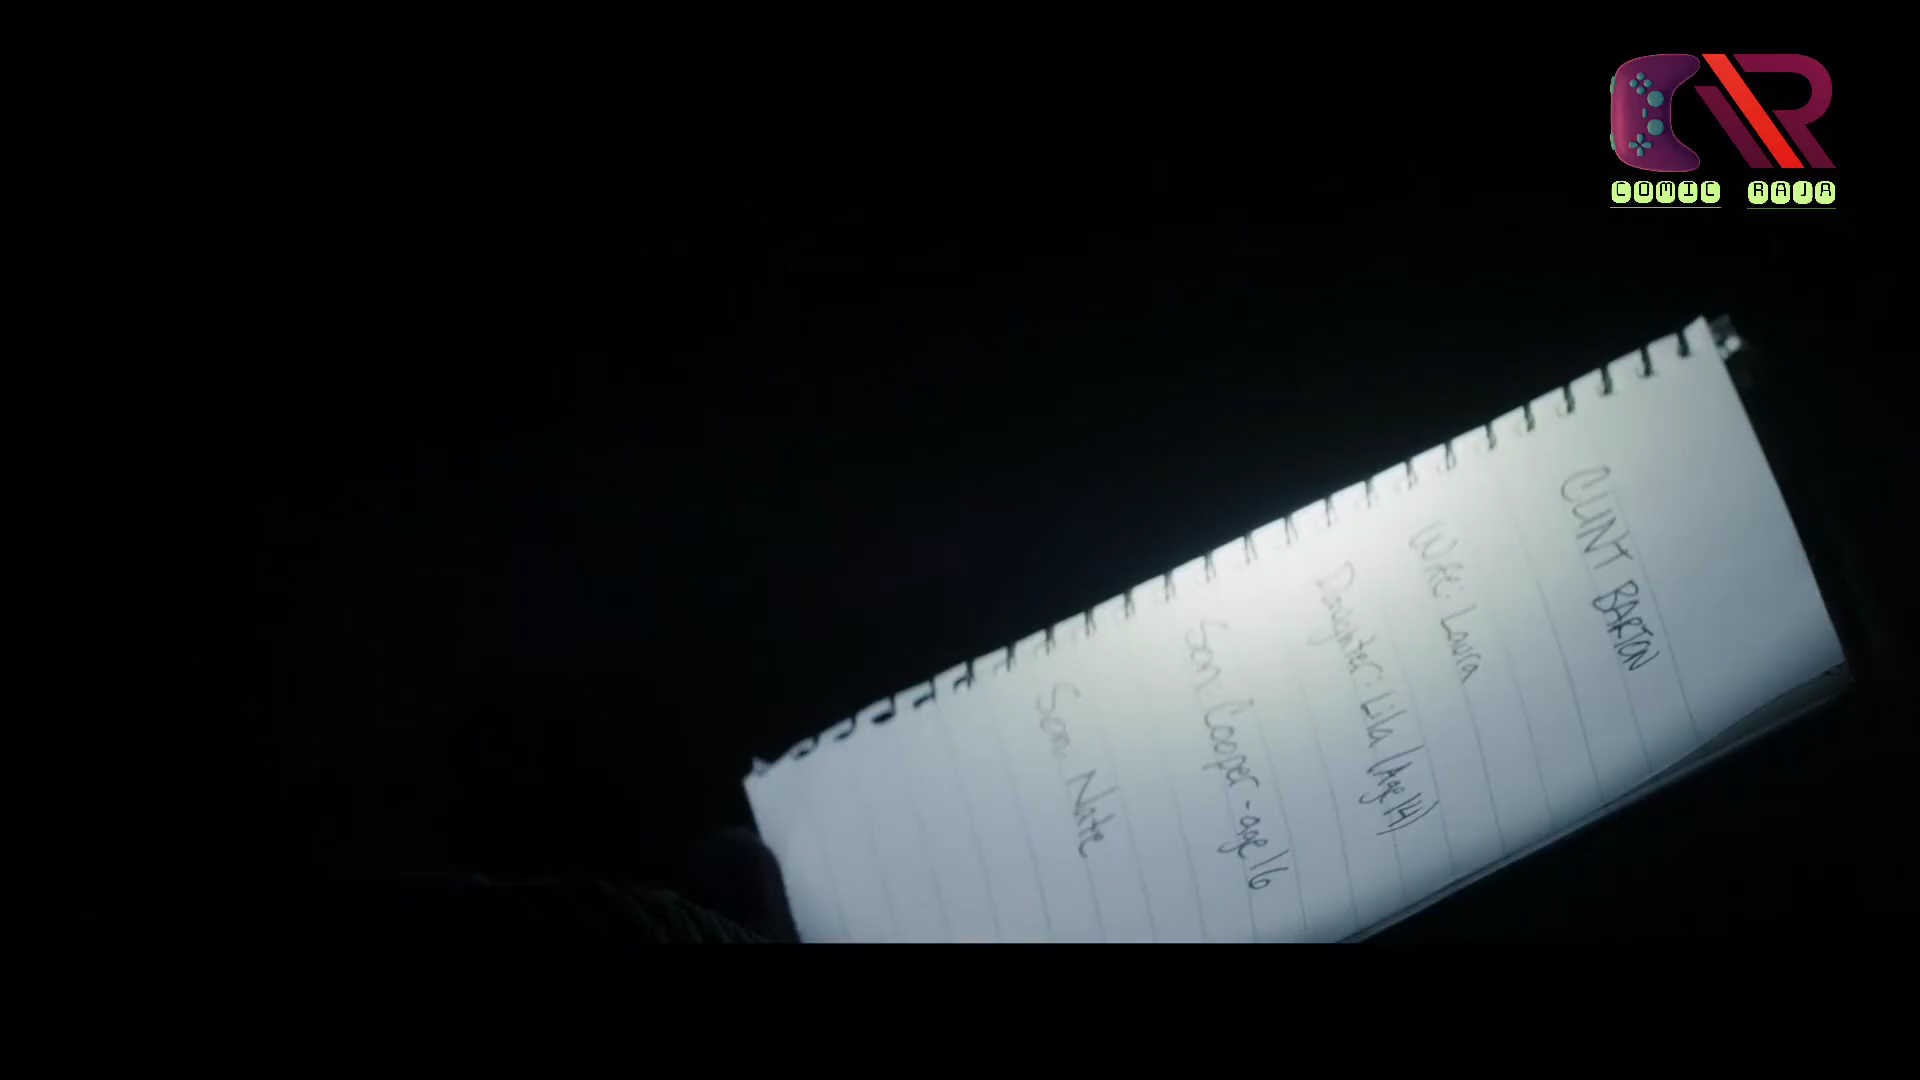 COMIC RAJA
CLINT BARTON
Wife: Laura
Daughter: Lila (Age 14)
Son: Cooper - age 16
Son: Nate